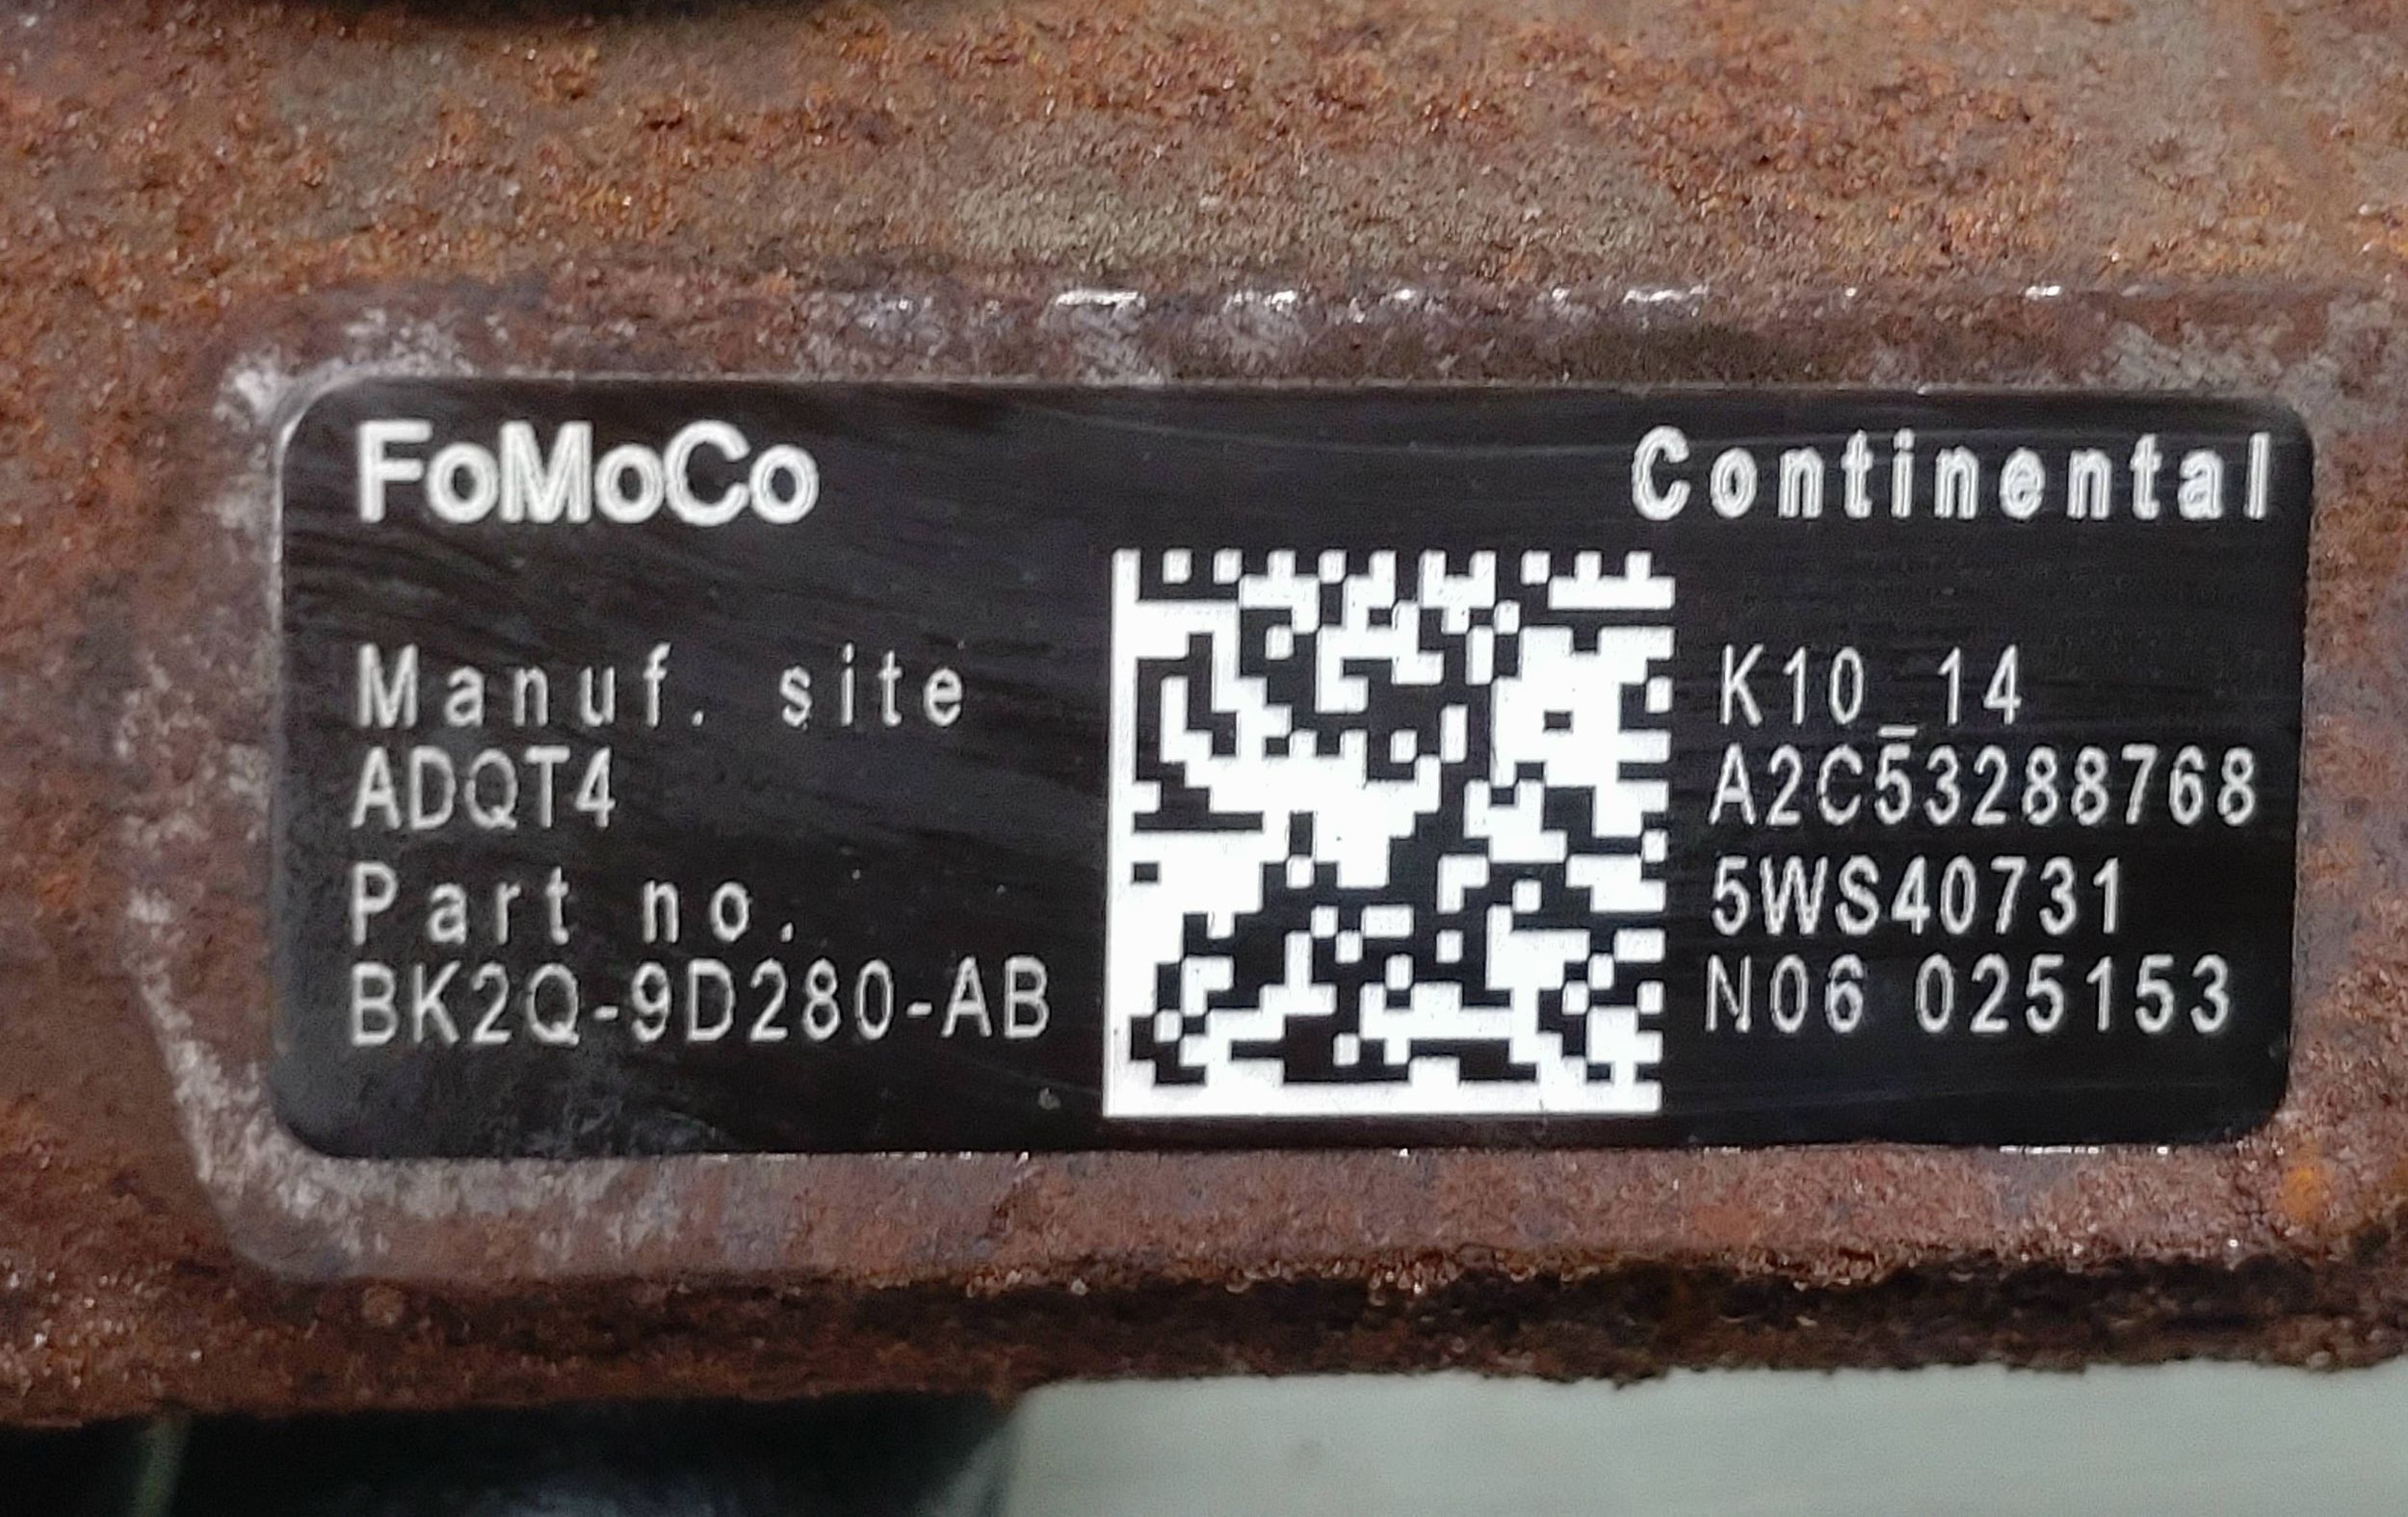 FoMoCo
Continental
Manuf. site
ADQT4
Part no.
BK2Q-9D280-AB
K10_14
A2C53288768
5WS40731
N06 025153